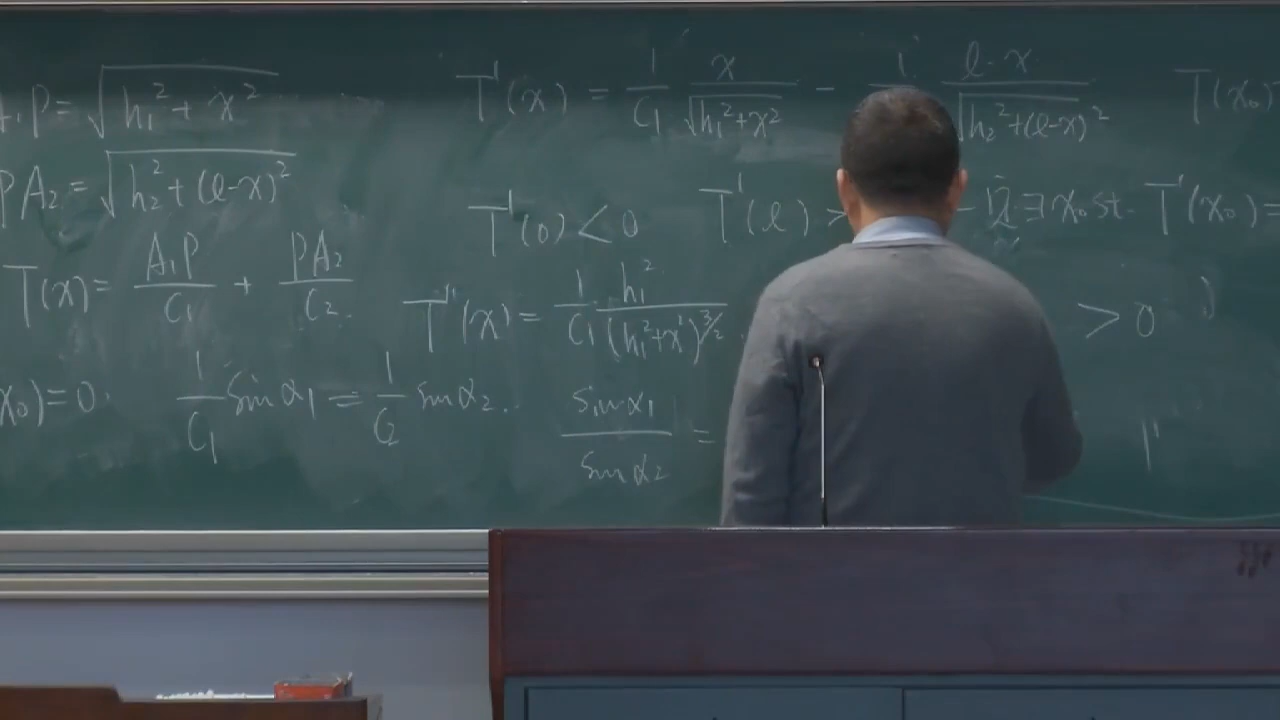 A₁P = √(h₁² + x²)
PA₂ = √(h₂² + (l-x)²)
T(x) = A₁P/C₁ + PA₂/C₂.
x₀) = 0. 1/C₁ sin α₁ = 1/C₂ sin α₂.
T'(x) = 1/C₁ x/√(h₁²+x²) - 1 l-x/√(h₂²+(l-x)²)
T'(0) < 0 T'(l) > ∃ x₀ s.t. T'(x₀) =
T''(x) = 1/C₁ h₁²/(h₁²+x²)^(3/2) > 0
sin α₁/sin α₂ =
T(x₀)